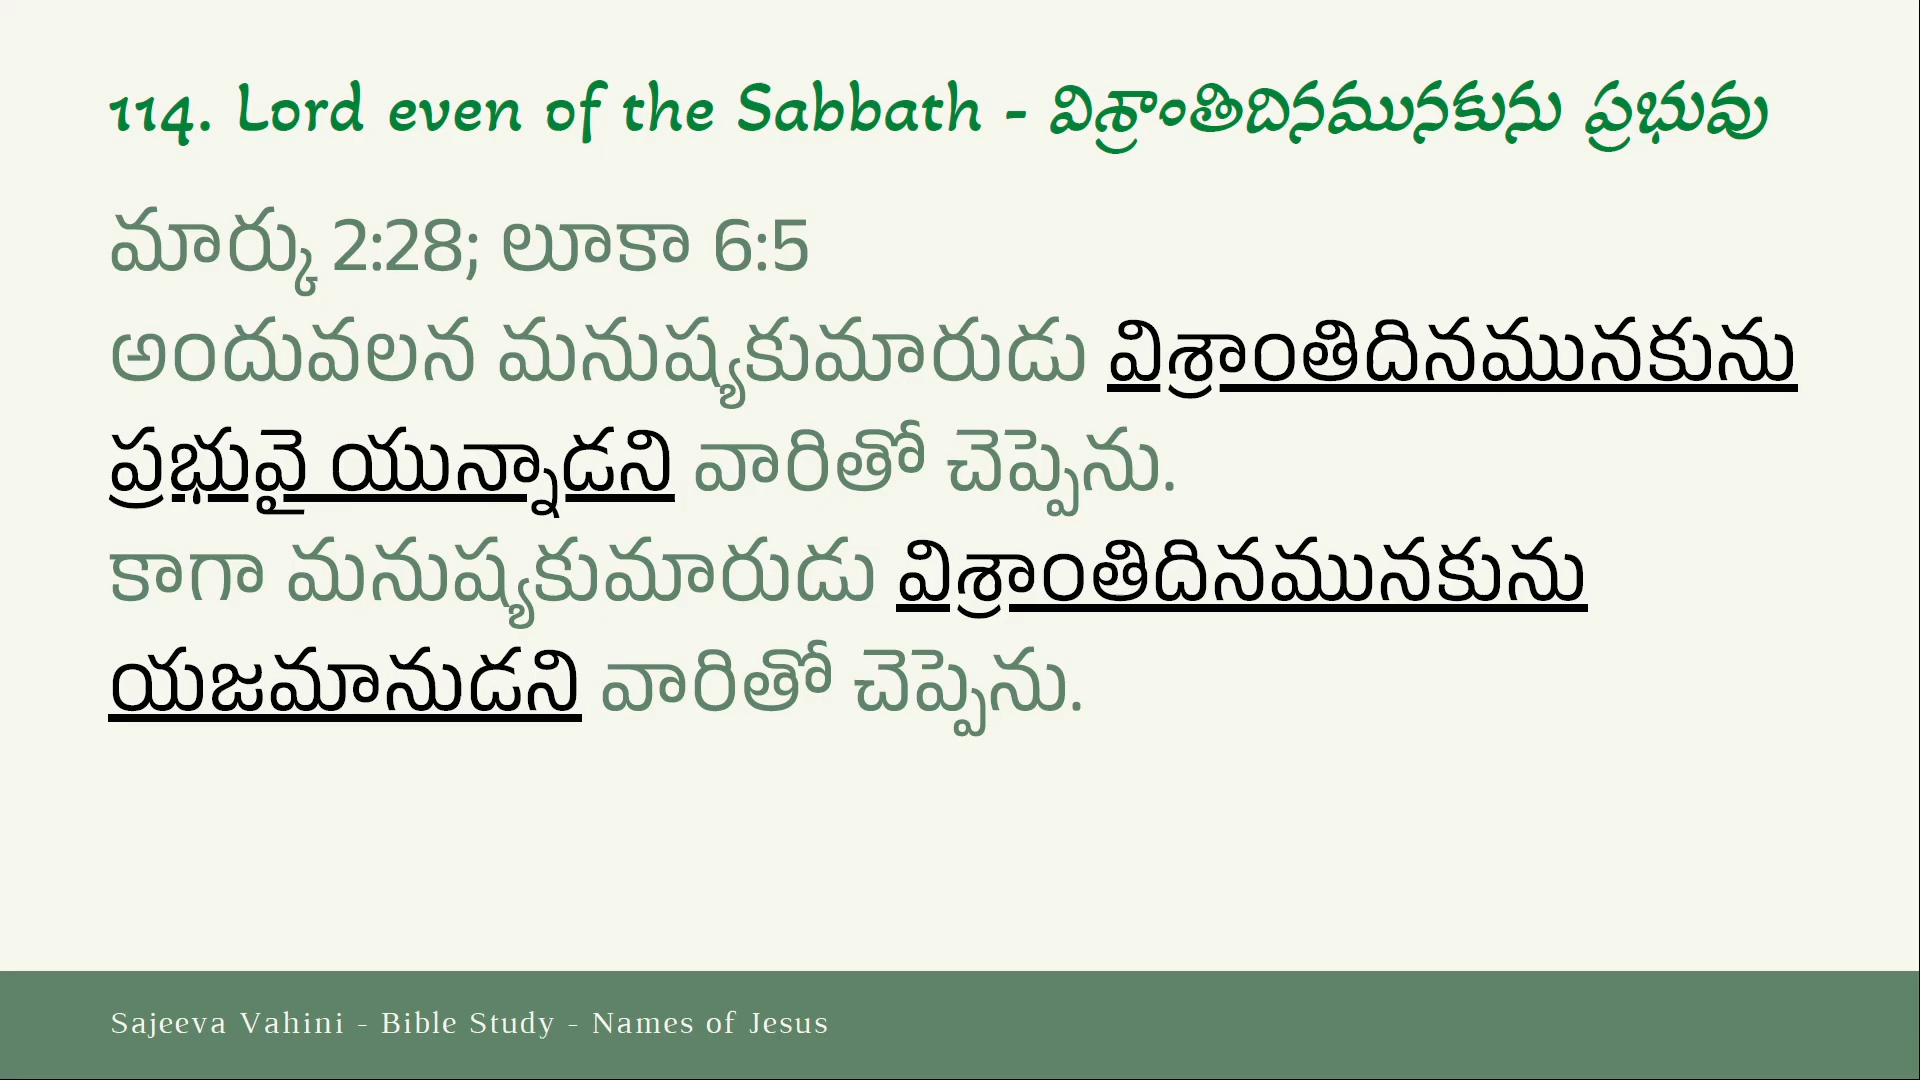 114. Lord even of the Sabbath - విశ్రాంతిదినమునకును ప్రభువు
మార్కు 2:28; లూకా 6:5
అందువలన మనుష్యకుమారుడు విశ్రాంతిదినమునకును
ప్రభువై యున్నాడని వారితో చెప్పెను.
కాగా మనుష్యకుమారుడు విశ్రాంతిదినమునకును
యజమానుడని వారితో చెప్పెను.
Sajeeva Vahini - Bible Study - Names of Jesus